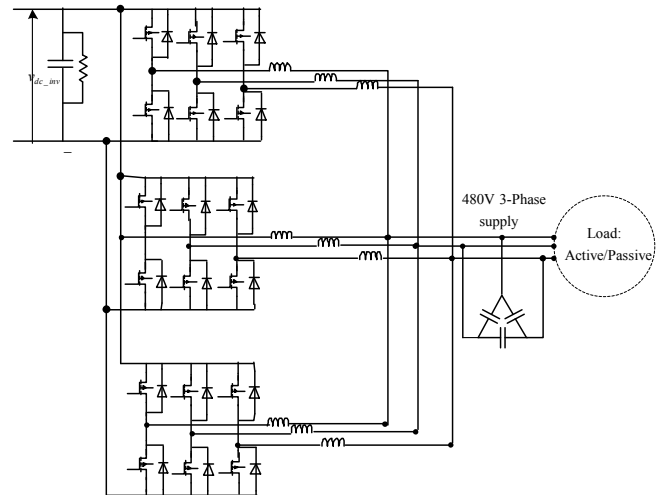 v_dc_inv
–
480V 3-Phase
supply
Load:
Active/Passive